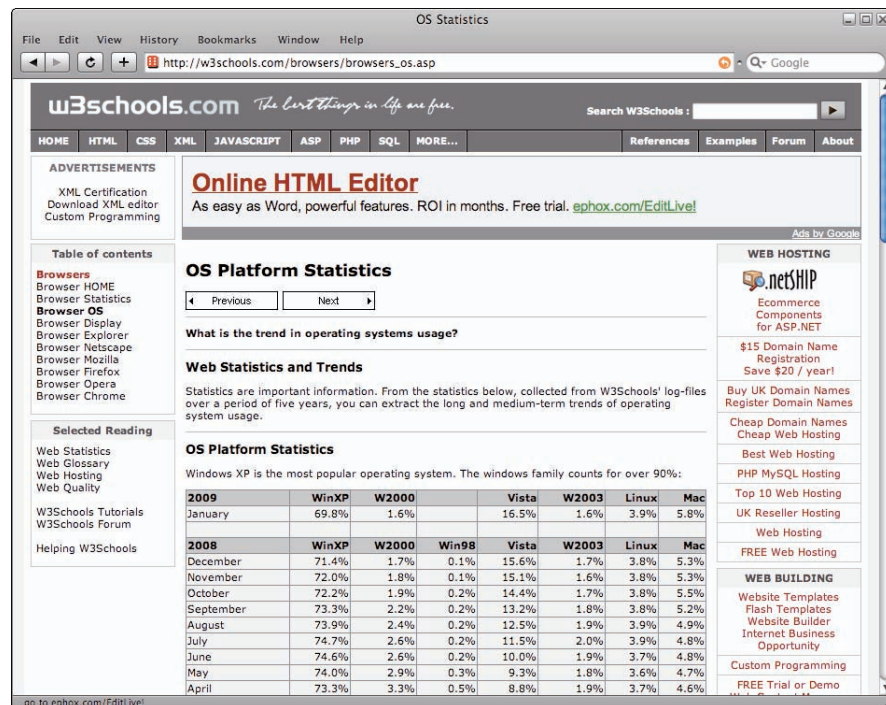 OS Statistics
File Edit View History Bookmarks Window Help
http://w3schools.com/browsers/browsers_os.asp Google
w3schools.com The best things in life are free.
Search W3Schools :
HOME HTML CSS XML JAVASCRIPT ASP PHP SQL MORE... References Examples Forum About
ADVERTISEMENTS
XML Certification
Download XML editor
Custom Programming
Table of contents
Browsers
Browser HOME
Browser Statistics
Browser OS
Browser Display
Browser Explorer
Browser Netscape
Browser Mozilla
Browser Firefox
Browser Opera
Browser Chrome
Selected Reading
Web Statistics
Web Glossary
Web Hosting
Web Quality
W3Schools Tutorials
W3Schools Forum
Helping W3Schools
Online HTML Editor
As easy as Word, powerful features. ROI in months. Free trial. ephox.com/EditLive!
Ads by Google
OS Platform Statistics
Previous Next
What is the trend in operating systems usage?
Web Statistics and Trends
Statistics are important information. From the statistics below, collected from W3Schools' log-files
over a period of five years, you can extract the long and medium-term trends of operating
system usage.
OS Platform Statistics
Windows XP is the most popular operating system. The windows family counts for over 90%:
2009 WinXP W2000 Vista W2003 Linux Mac
January 69.8% 1.6% 16.5% 1.6% 3.9% 5.8%
2008 WinXP W2000 Win98 Vista W2003 Linux Mac
December 71.4% 1.7% 0.1% 15.6% 1.7% 3.8% 5.3%
November 72.0% 1.8% 0.1% 15.1% 1.6% 3.8% 5.3%
October 72.2% 1.9% 0.2% 14.4% 1.7% 3.8% 5.5%
September 73.3% 2.2% 0.2% 13.2% 1.8% 3.8% 5.2%
August 73.9% 2.4% 0.2% 12.5% 1.9% 3.9% 4.9%
July 74.7% 2.6% 0.2% 11.5% 2.0% 3.9% 4.8%
June 74.6% 2.6% 0.2% 10.0% 1.9% 3.7% 4.8%
May 74.0% 2.9% 0.3% 9.3% 1.8% 3.6% 4.7%
April 73.3% 3.3% 0.5% 8.8% 1.9% 3.7% 4.6%
WEB HOSTING
.netSHIP
Ecommerce
Components
for ASP.NET
$15 Domain Name
Registration
Save $20 / year!
Buy UK Domain Names
Register Domain Names
Cheap Domain Names
Cheap Web Hosting
Best Web Hosting
PHP MySQL Hosting
Top 10 Web Hosting
UK Reseller Hosting
Web Hosting
FREE Web Hosting
WEB BUILDING
Website Templates
Flash Templates
Website Builder
Internet Business
Opportunity
Custom Programming
FREE Trial or Demo
go to ephox.com/EditLive!